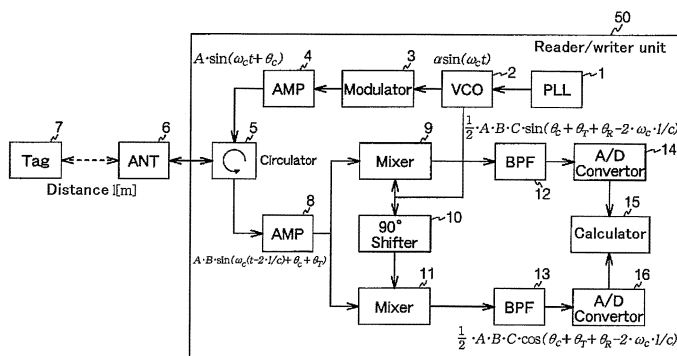 50
Reader/writer unit
A·sin(ω_c t+θ_c)
4
3
αsin(ω_c t)
2
1
AMP
Modulator
VCO
PLL
7
6
5
9
½·A·B·C·sin(θ_c+θ_T+θ_R-2·ω_c·l/c)
14
Tag
ANT
Circulator
Mixer
BPF
A/D
Convertor
Distance l[m]
8
10
12
15
AMP
90°
Shifter
Calculator
A·B·sin(ω_c(t-2·l/c)+θ_c+θ_T)
11
13
16
Mixer
BPF
A/D
Convertor
½·A·B·C·cos(θ_c+θ_T+θ_R-2·ω_c·l/c)